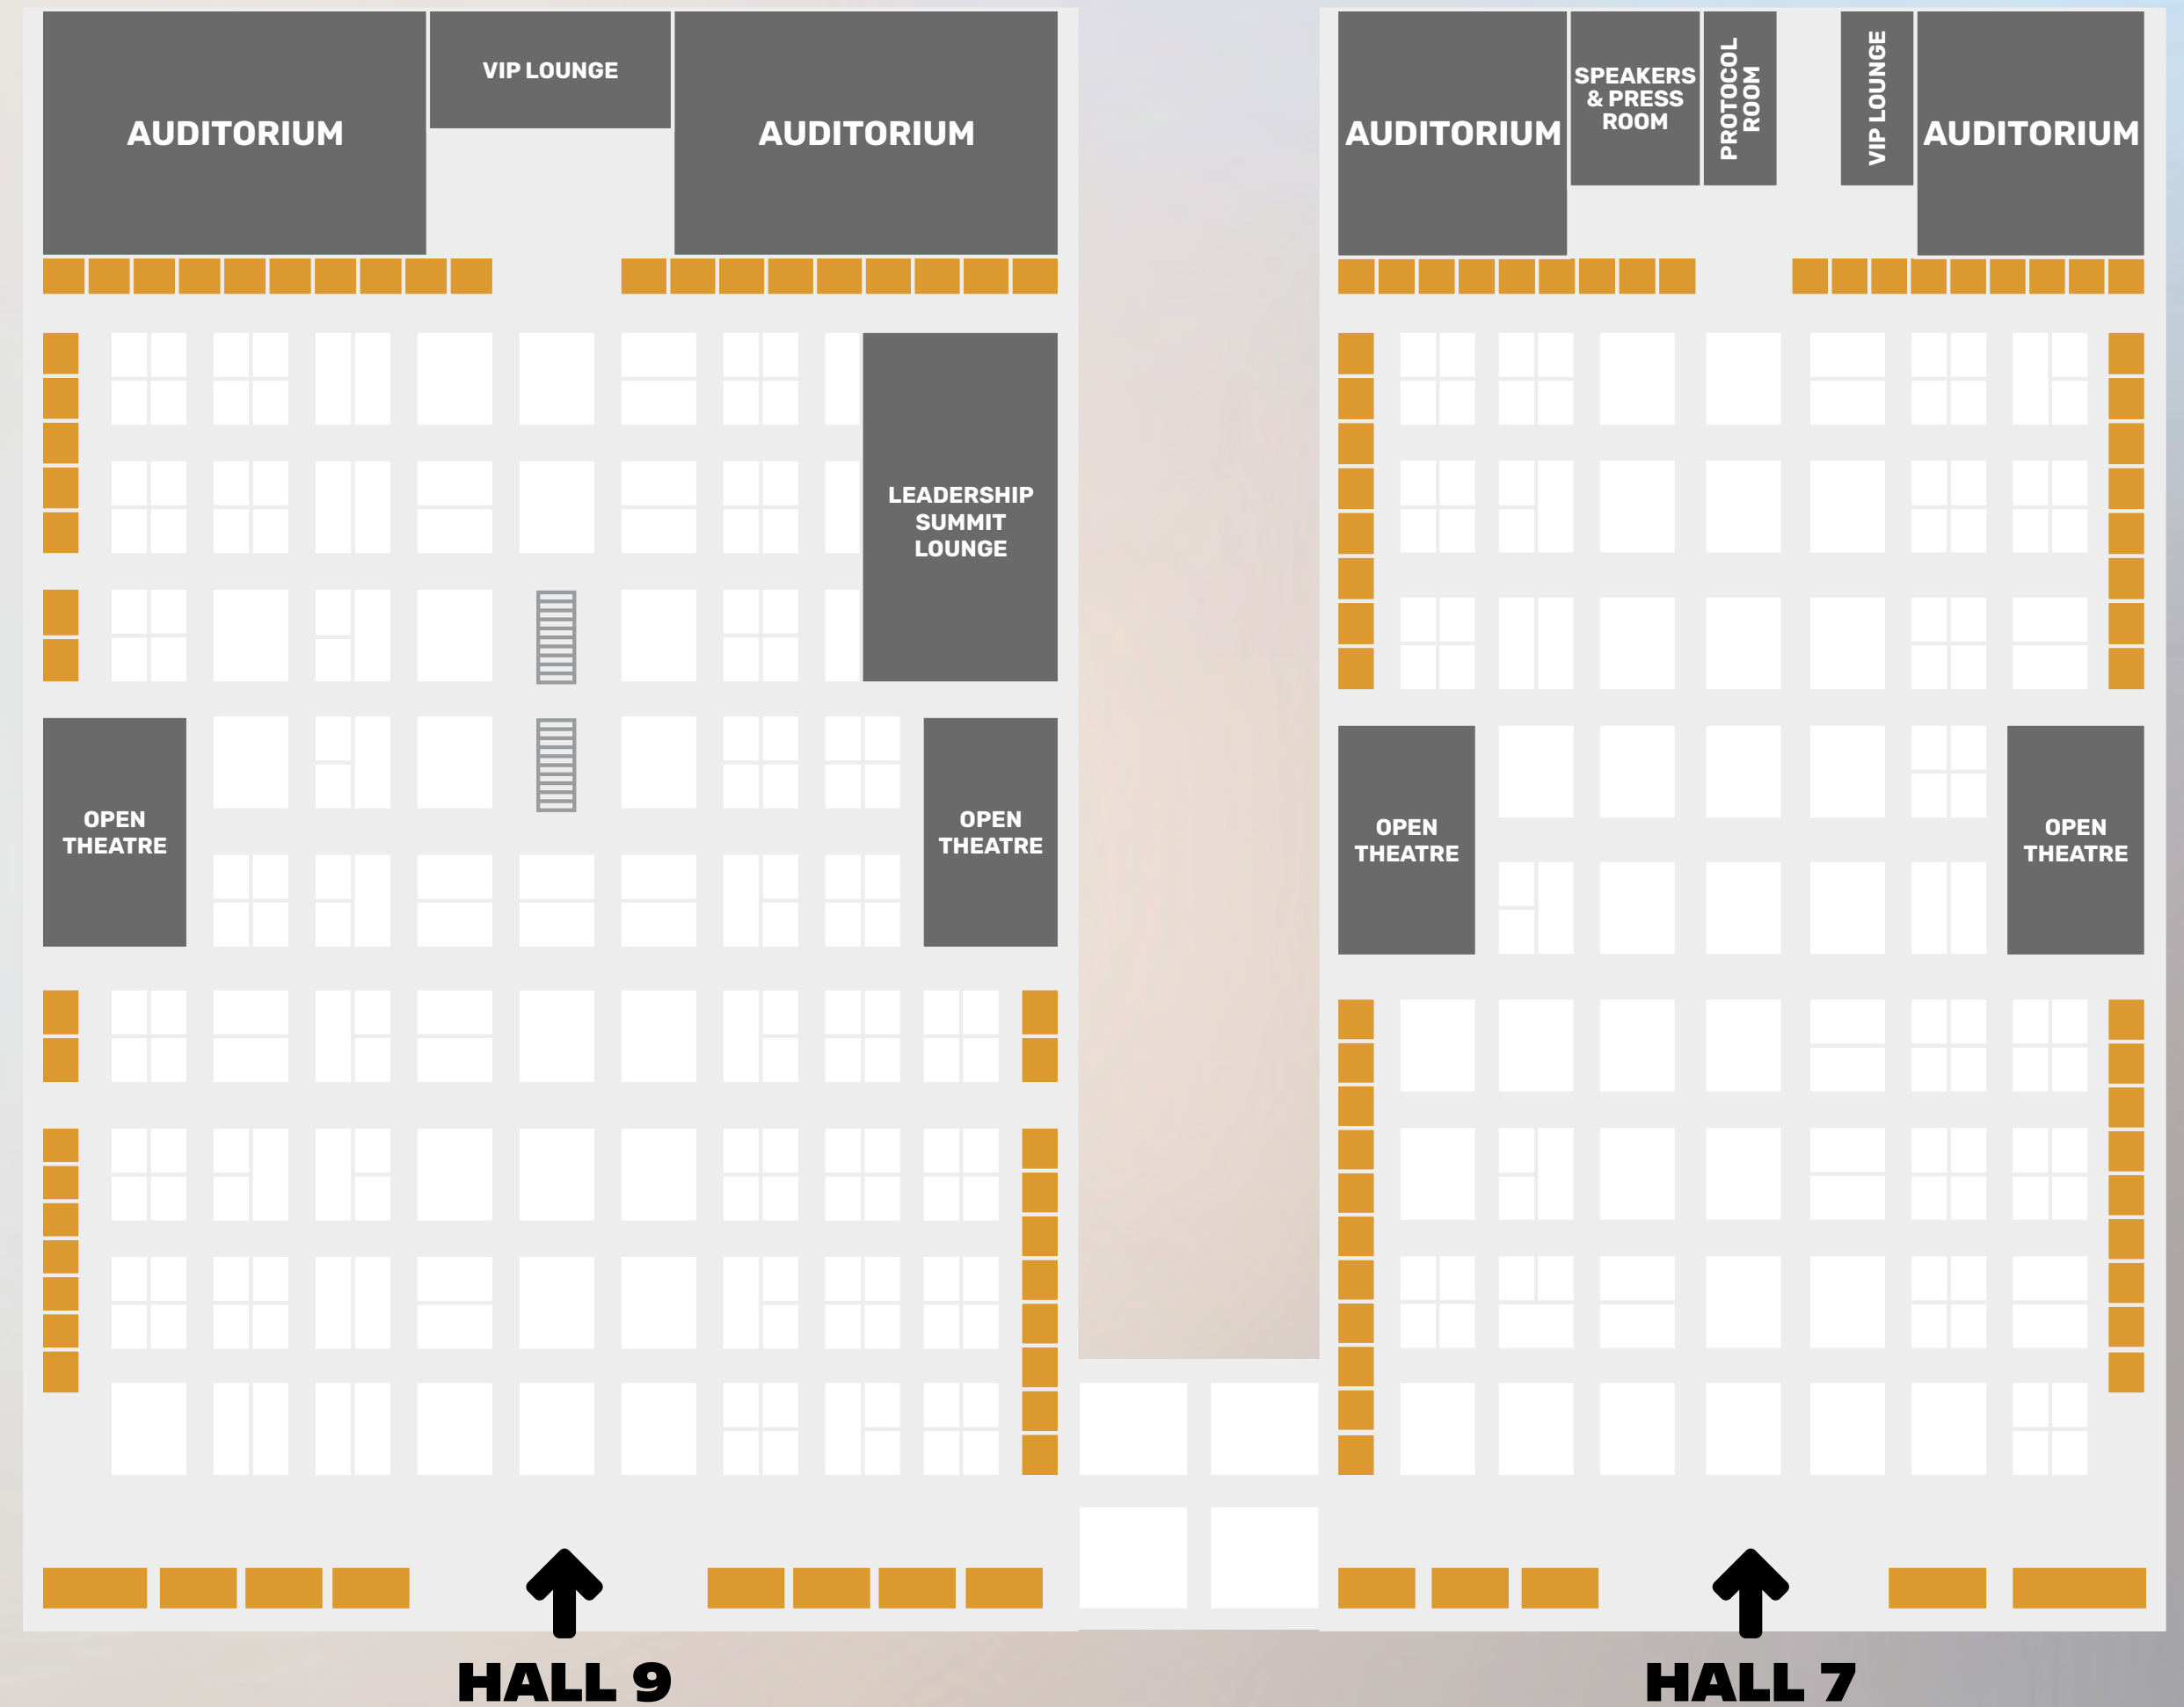 VIP LOUNGE
AUDITORIUM
AUDITORIUM
AUDITORIUM
SPEAKERS
& PRESS
ROOM
PROTOCOL
ROOM
VIP LOUNGE
AUDITORIUM
LEADERSHIP
SUMMIT
LOUNGE
OPEN
THEATRE
OPEN
THEATRE
OPEN
THEATRE
OPEN
THEATRE
HALL 9
HALL 7